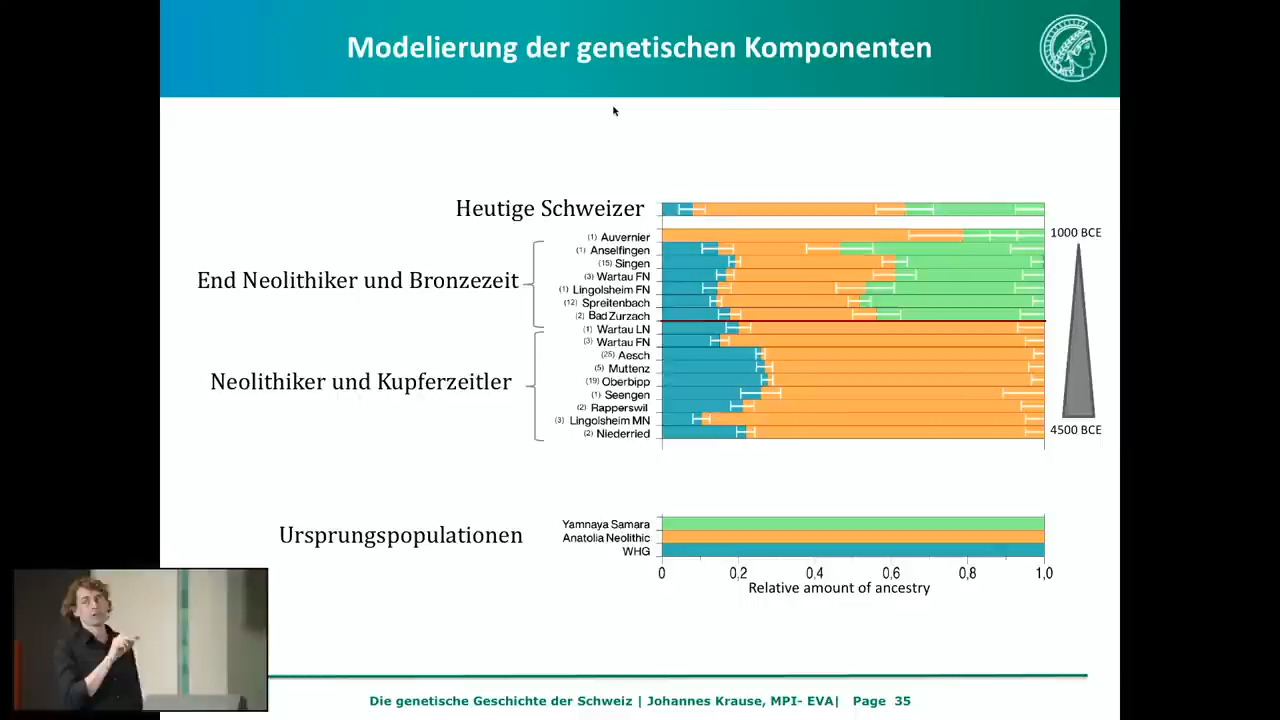 Modelierung der genetischen Komponenten
Heutige Schweizer
1000 BCE
(1) Auvernier
(1) Anselfingen
(15) Singen
End Neolithiker und Bronzezeit
(3) Wartau FN
(1) Lingolsheim FN
(12) Spreitenbach
(2) Bad Zurzach
(1) Wartau LN
(3) Wartau FN
(25) Aesch
(5) Muttenz
Neolithiker und Kupferzeitler
(19) Oberbipp
(1) Seengen
(2) Rapperswil
(3) Lingolsheim MN
(2) Niederried
4500 BCE
Ursprungspopulationen
Yamnaya Samara
Anatolia Neolithic
WHG
0 0,2 0,4 0,6 0,8 1,0
Relative amount of ancestry
Die genetische Geschichte der Schweiz | Johannes Krause, MPI- EVA| Page 35